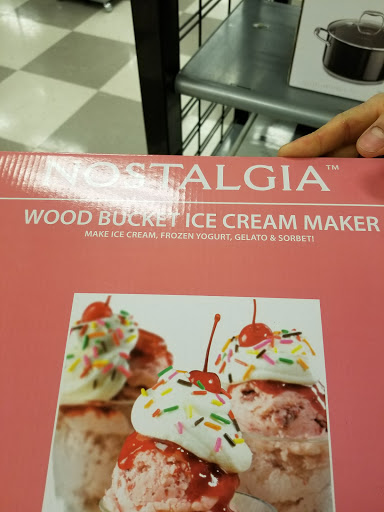 NOSTALGIA™
WOOD BUCKET ICE CREAM MAKER
MAKE ICE CREAM, FROZEN YOGURT, GELATO & SORBET!